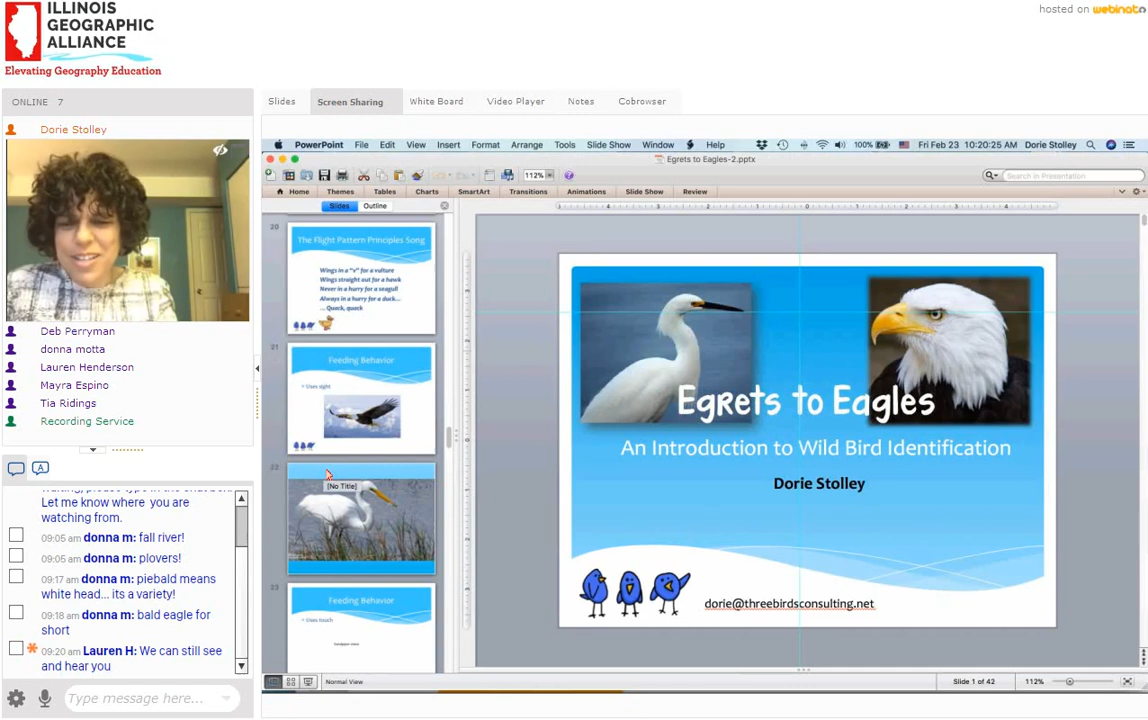 ILLINOIS
GEOGRAPHIC
ALLIANCE
Elevating Geography Education
hosted on webinato
ONLINE 7
Dorie Stolley
Deb Perryman
donna motta
Lauren Henderson
Mayra Espino
Tia Ridings
Recording Service
A
Let me know where you are
watching from.
09:05 am donna m: fall river!
09:05 am donna m: plovers!
09:17 am donna m: piebald means
white head... its a variety!
09:18 am donna m: bald eagle for
short
09:20 am Lauren H: We can still see
and hear you
Type message here...
Slides Screen Sharing White Board Video Player Notes Cobrowser
PowerPoint File Edit View Insert Format Arrange Tools Slide Show Window Help 100% Fri Feb 23 10:20:25 AM Dorie Stolley
Egrets to Eagles-2.pptx
112% Search in Presentation
Home Themes Tables Charts SmartArt Transitions Animations Slide Show Review
Slides Outline
20
The Flight Pattern Principles Song
Wings in a "v" for a vulture
Wings straight out for a hawk
Never in a hurry for a seagull
Always in a hurry for a duck...
... Quack, quack
21
Feeding Behavior
Uses sight
22
[No Title]
23
Feeding Behavior
Uses touch
Egrets to Eagles
An Introduction to Wild Bird Identification
Dorie Stolley
dorie@threebirdsconsulting.net
Normal View
Slide 1 of 42
112%